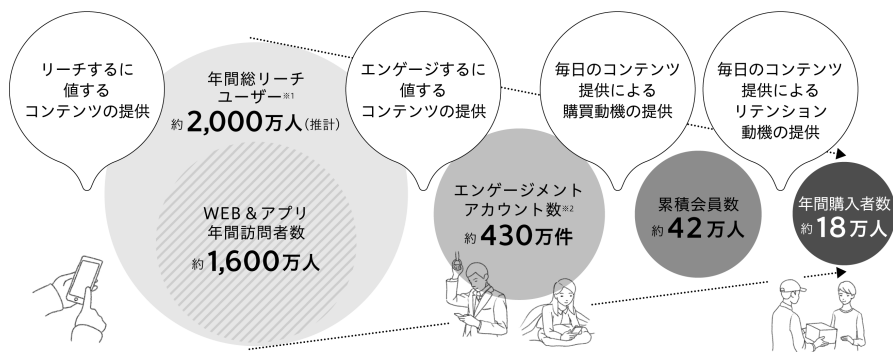 リーチするに
値する
コンテンツの提供
年間総リーチ
ユーザー※1
約2,000万人(推計)
WEB & アプリ
年間訪問者数
約1,600万人
エンゲージするに
値する
コンテンツの提供
エンゲージメント
アカウント数※2
約430万件
毎日のコンテンツ
提供による
購買動機の提供
累積会員数
約42万人
毎日のコンテンツ
提供による
リテンション
動機の提供
年間購入者数
約18万人